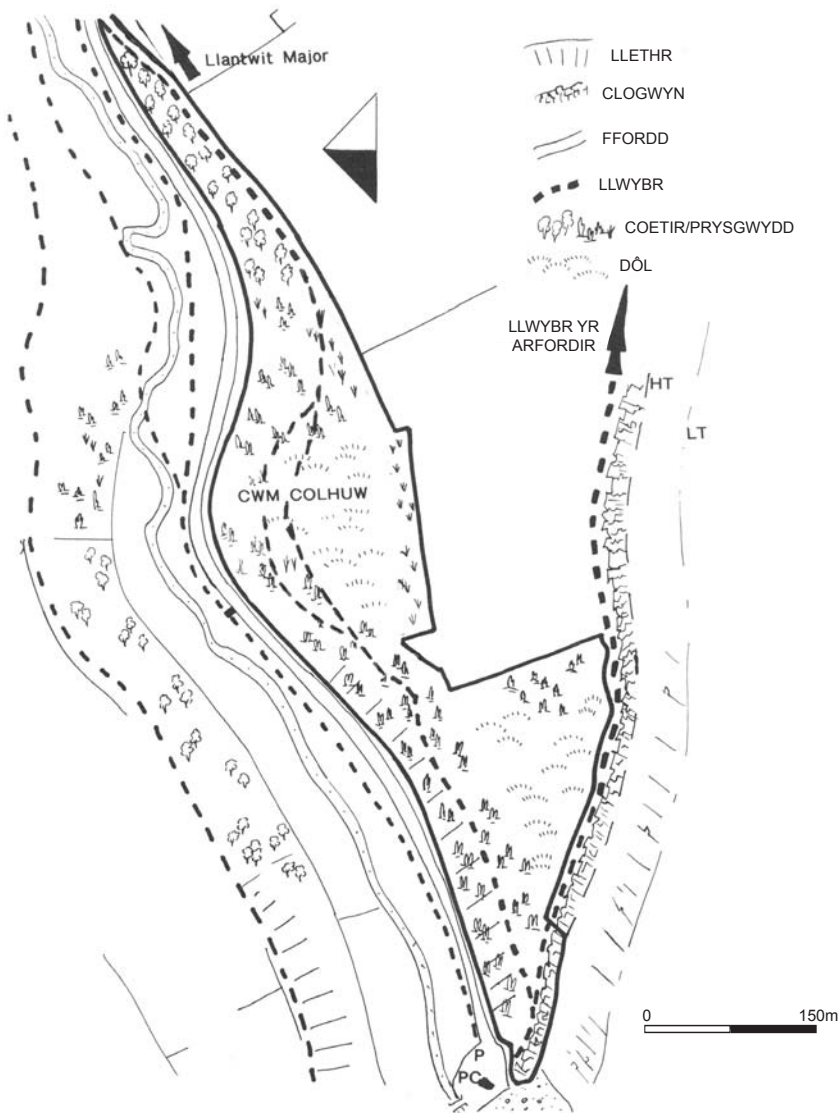 Llantwit Major
LLETHR
CLOGWYN
FFORDD
LLWYBR
COETIR/PRYSGWYDD
DÔL
LLWYBR YR
ARFORDIR
HT
LT
CWM COLHUW
0 150m
P
PC